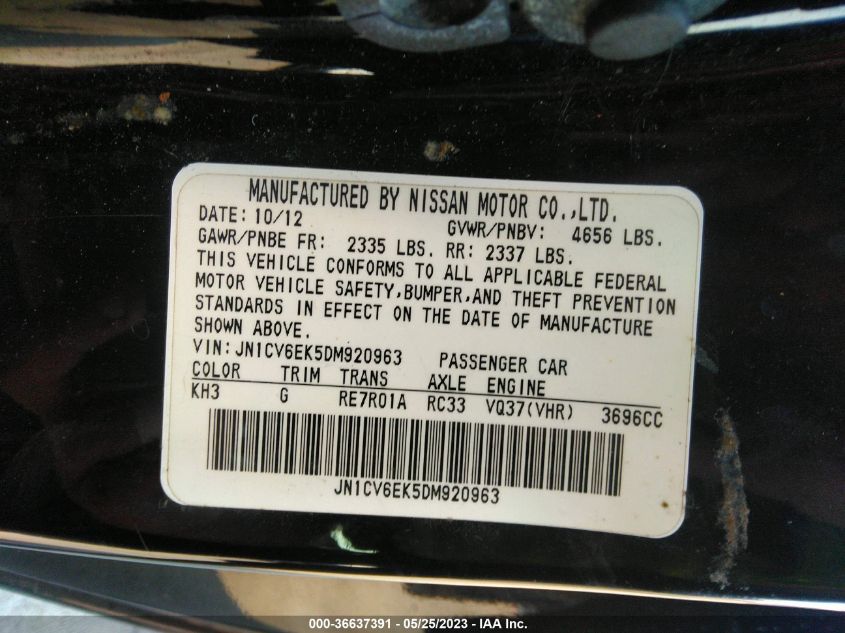 MANUFACTURED BY NISSAN MOTOR CO.,LTD.
DATE: 10/12 GVWR/PNBV: 4656 LBS.
GAWR/PNBE FR: 2335 LBS. RR: 2337 LBS.
THIS VEHICLE CONFORMS TO ALL APPLICABLE FEDERAL
MOTOR VEHICLE SAFETY,BUMPER,AND THEFT PREVENTION
STANDARDS IN EFFECT ON THE DATE OF MANUFACTURE
SHOWN ABOVE.
VIN: JN1CV6EK5DM920963 PASSENGER CAR
COLOR TRIM TRANS AXLE ENGINE
KH3 G RE7R01A RC33 VQ37(VHR) 3696CC
JN1CV6EK5DM920963
000-36637391 - 05/25/2023 - IAA Inc.